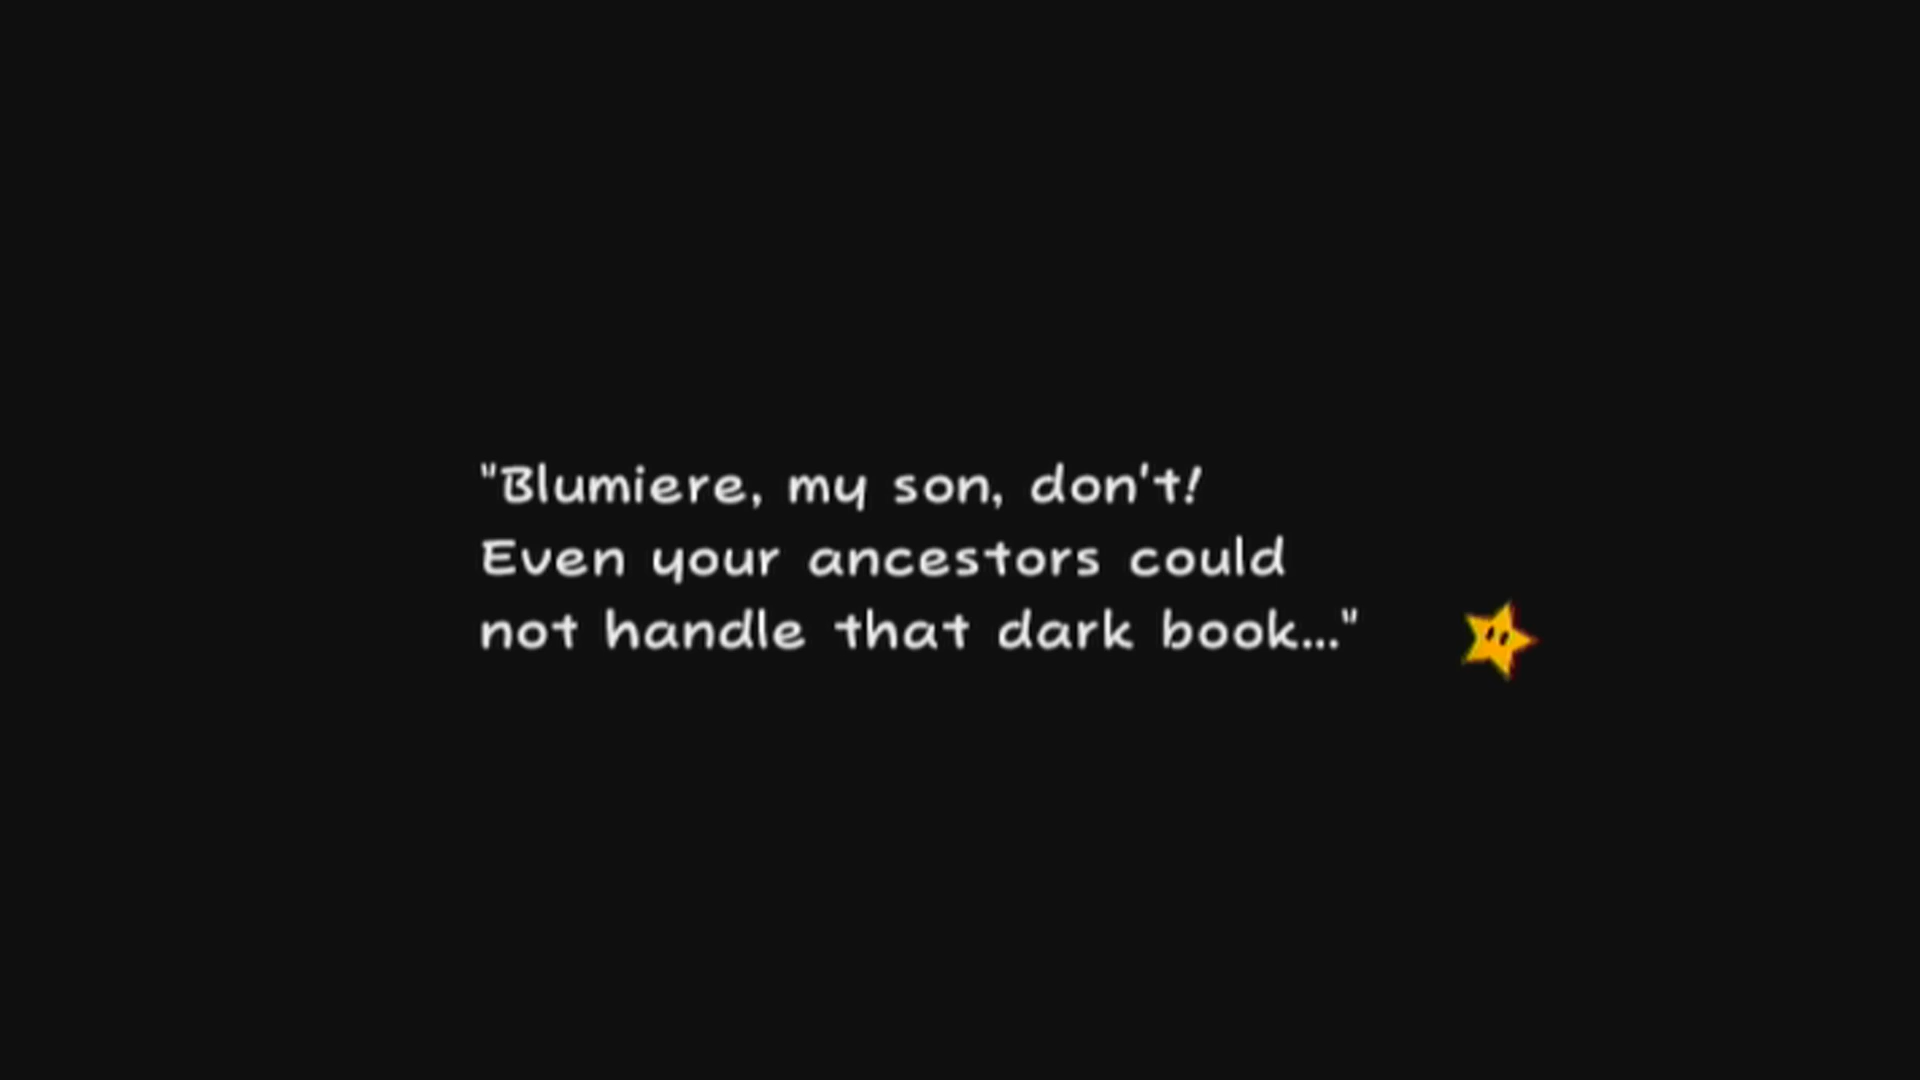 "Blumiere, my son, don't!
Even your ancestors could
not handle that dark book..."